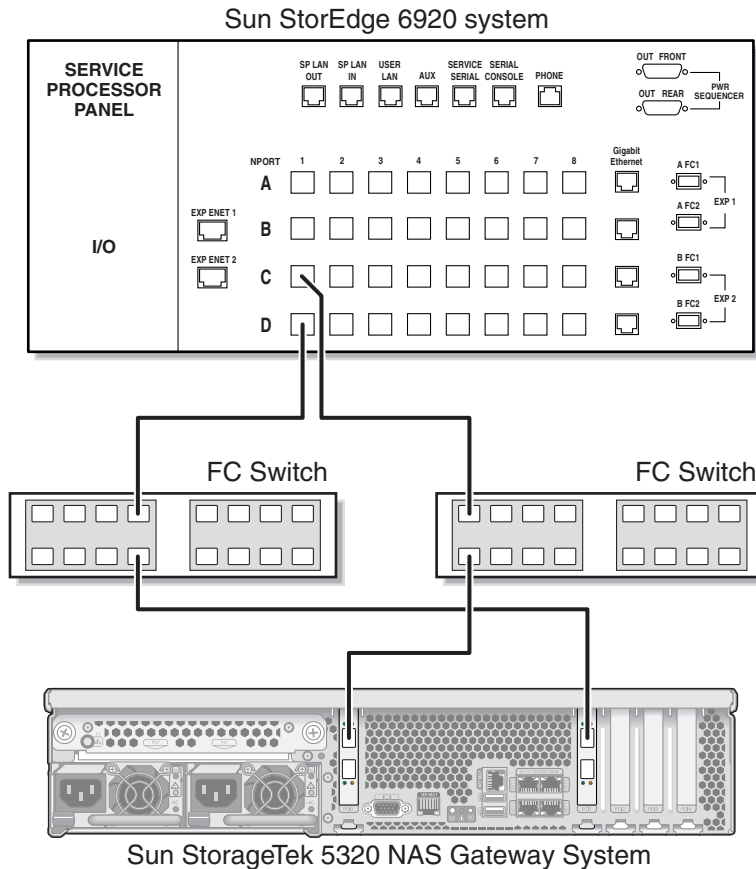 Sun StorEdge 6920 system
SERVICE
PROCESSOR
PANEL
SP LAN
OUT
SP LAN
IN
USER
LAN
AUX
SERVICE
SERIAL
SERIAL
CONSOLE
PHONE
OUT FRONT
OUT REAR
PWR
SEQUENCER
NPORT 1 2 3 4 5 6 7 8
Gigabit
Ethernet
A
A FC1
A FC2
EXP 1
EXP ENET 1
B
I/O
EXP ENET 2
C
B FC1
B FC2
EXP 2
D
FC Switch
FC Switch
Sun StorageTek 5320 NAS Gateway System